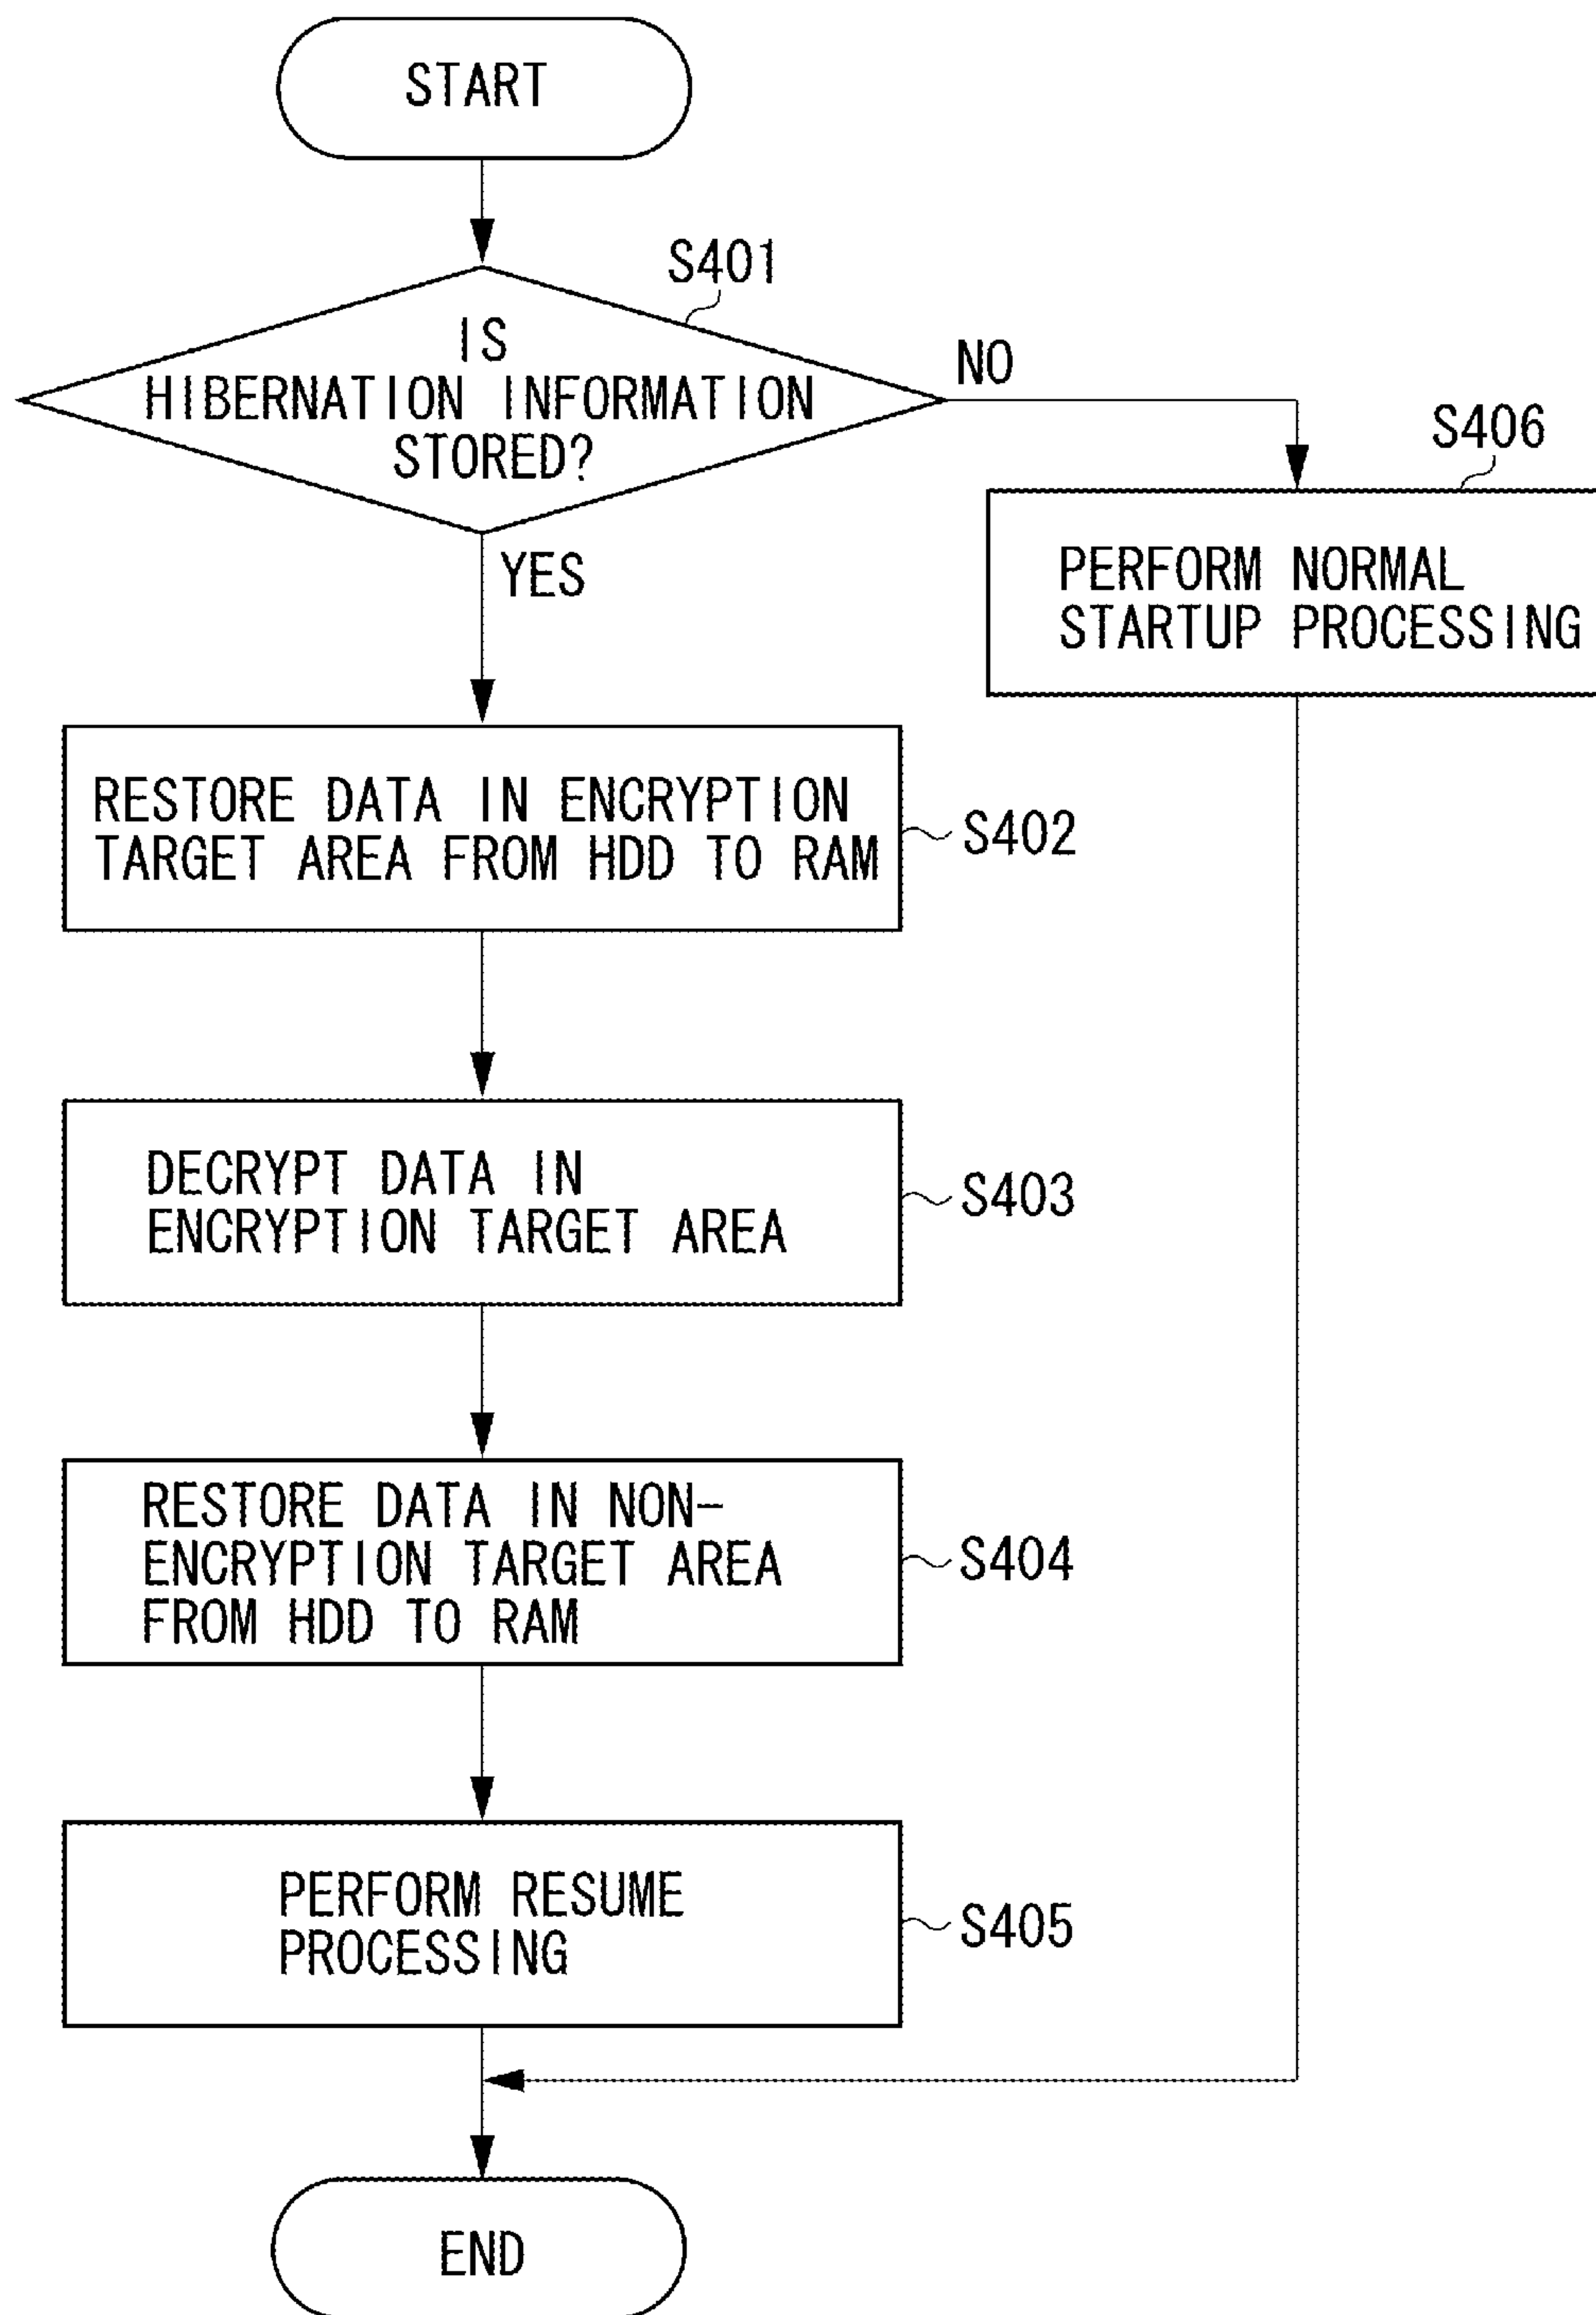 START
S401
IS
HIBERNATION INFORMATION
STORED?
NO
S406
YES
PERFORM NORMAL
STARTUP PROCESSING
RESTORE DATA IN ENCRYPTION
TARGET AREA FROM HDD TO RAM
S402
DECRYPT DATA IN
ENCRYPTION TARGET AREA
S403
RESTORE DATA IN NON-
ENCRYPTION TARGET AREA
FROM HDD TO RAM
S404
PERFORM RESUME
PROCESSING
S405
END